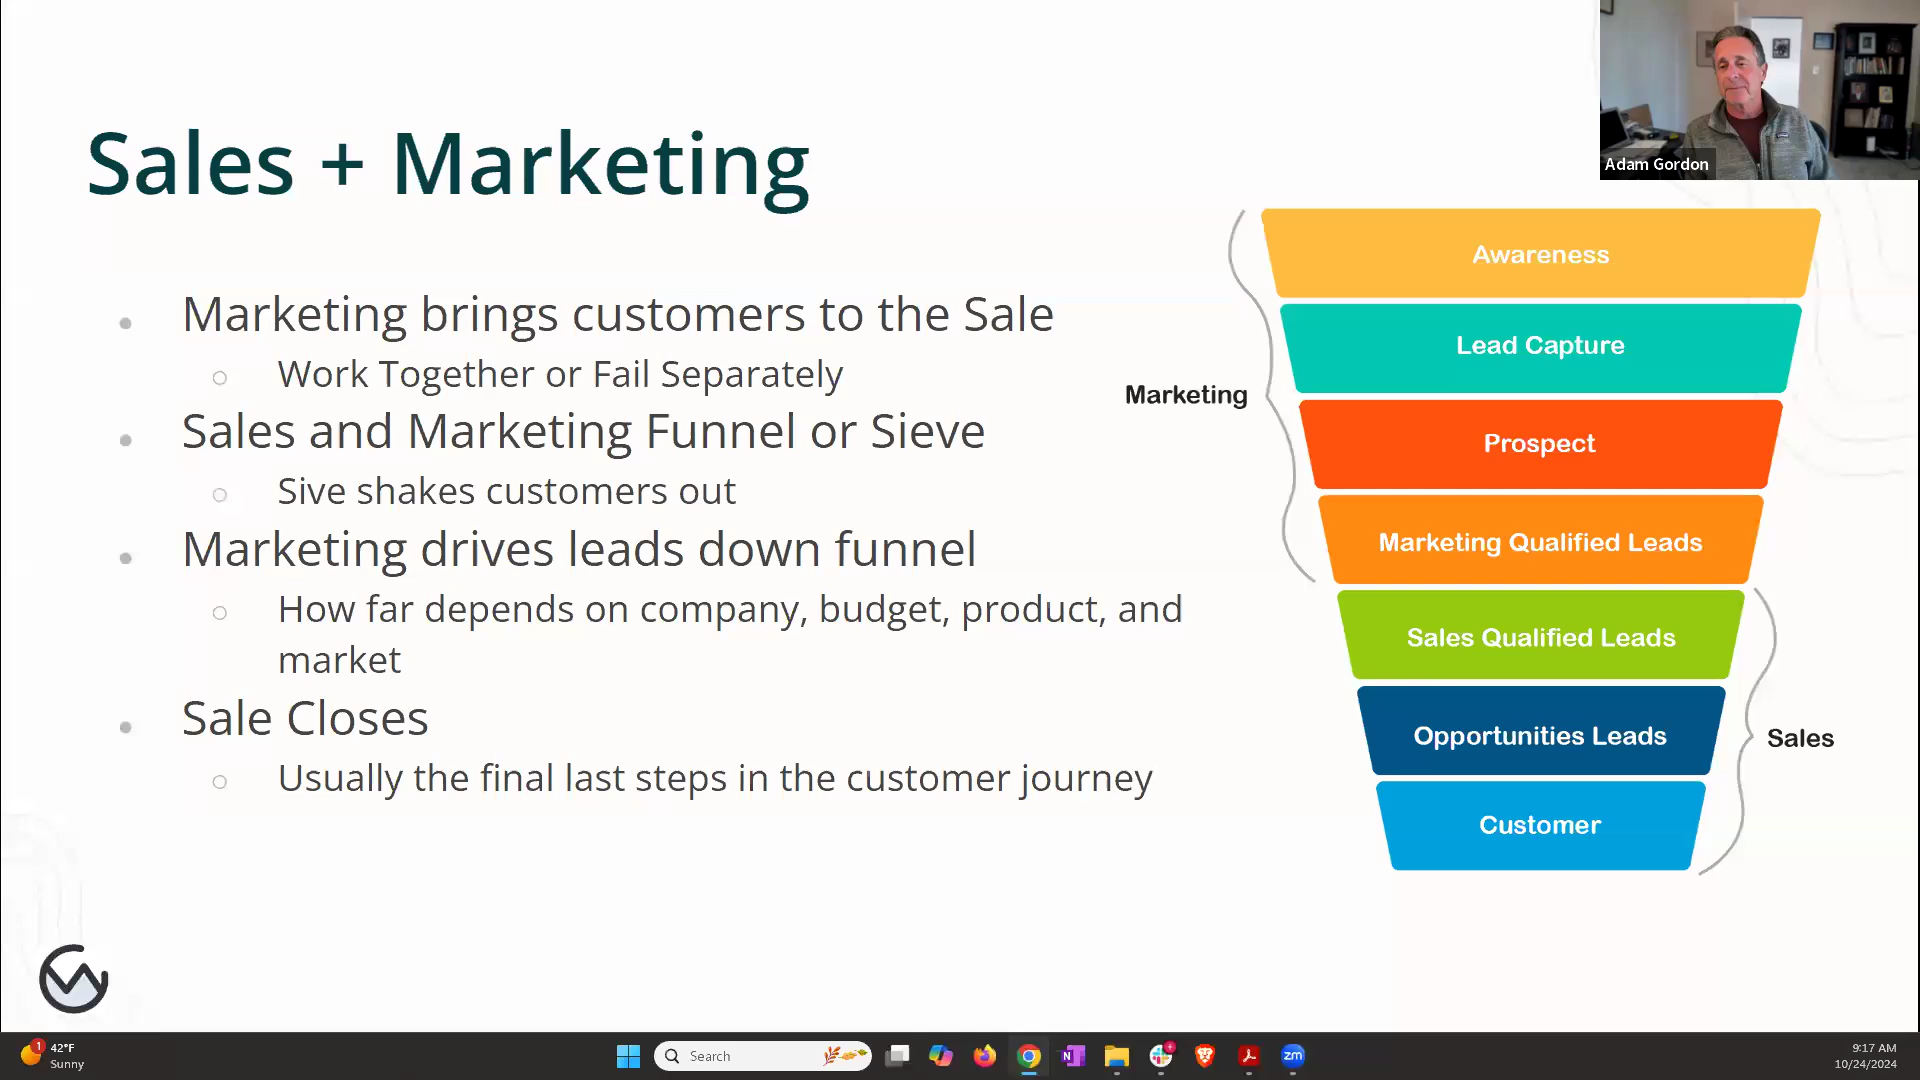 Adam Gordon
Sales + Marketing
Marketing brings customers to the Sale
Work Together or Fail Separately
Sales and Marketing Funnel or Sieve
Sive shakes customers out
Marketing drives leads down funnel
How far depends on company, budget, product, and
market
Sale Closes
Usually the final last steps in the customer journey
Marketing
Awareness
Lead Capture
Prospect
Marketing Qualified Leads
Sales Qualified Leads
Opportunities Leads
Customer
Sales
1
42°F
Sunny
Search
N
zm
9:17 AM
10/24/2024